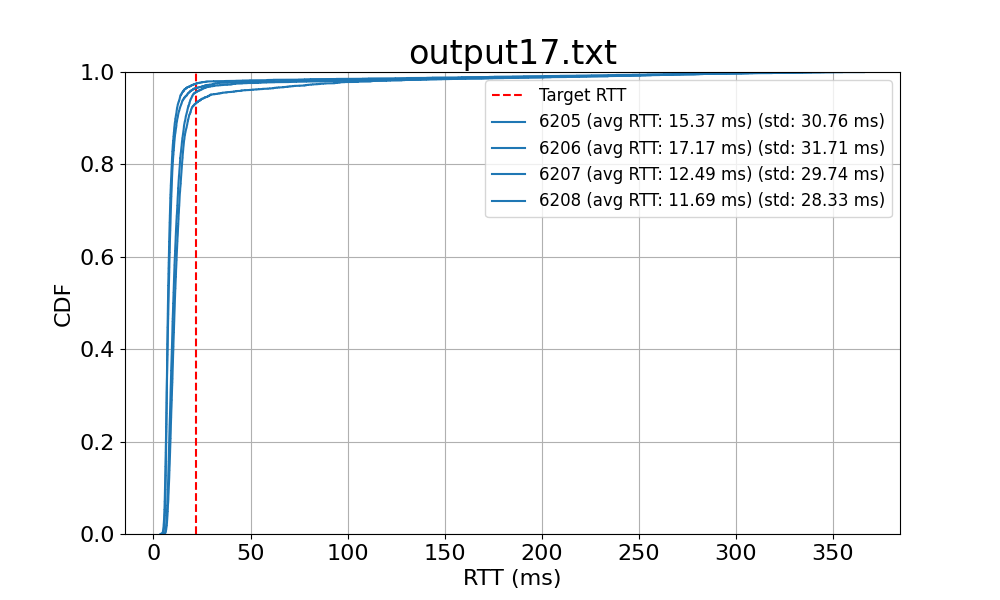 output17.txt
1.0
0.8
0.6
0.4
0.2
0.0
CDF
Target RTT
6205 (avg RTT: 15.37 ms) (std: 30.76 ms)
6206 (avg RTT: 17.17 ms) (std: 31.71 ms)
6207 (avg RTT: 12.49 ms) (std: 29.74 ms)
6208 (avg RTT: 11.69 ms) (std: 28.33 ms)
0 50 100 150 200 250 300 350
RTT (ms)